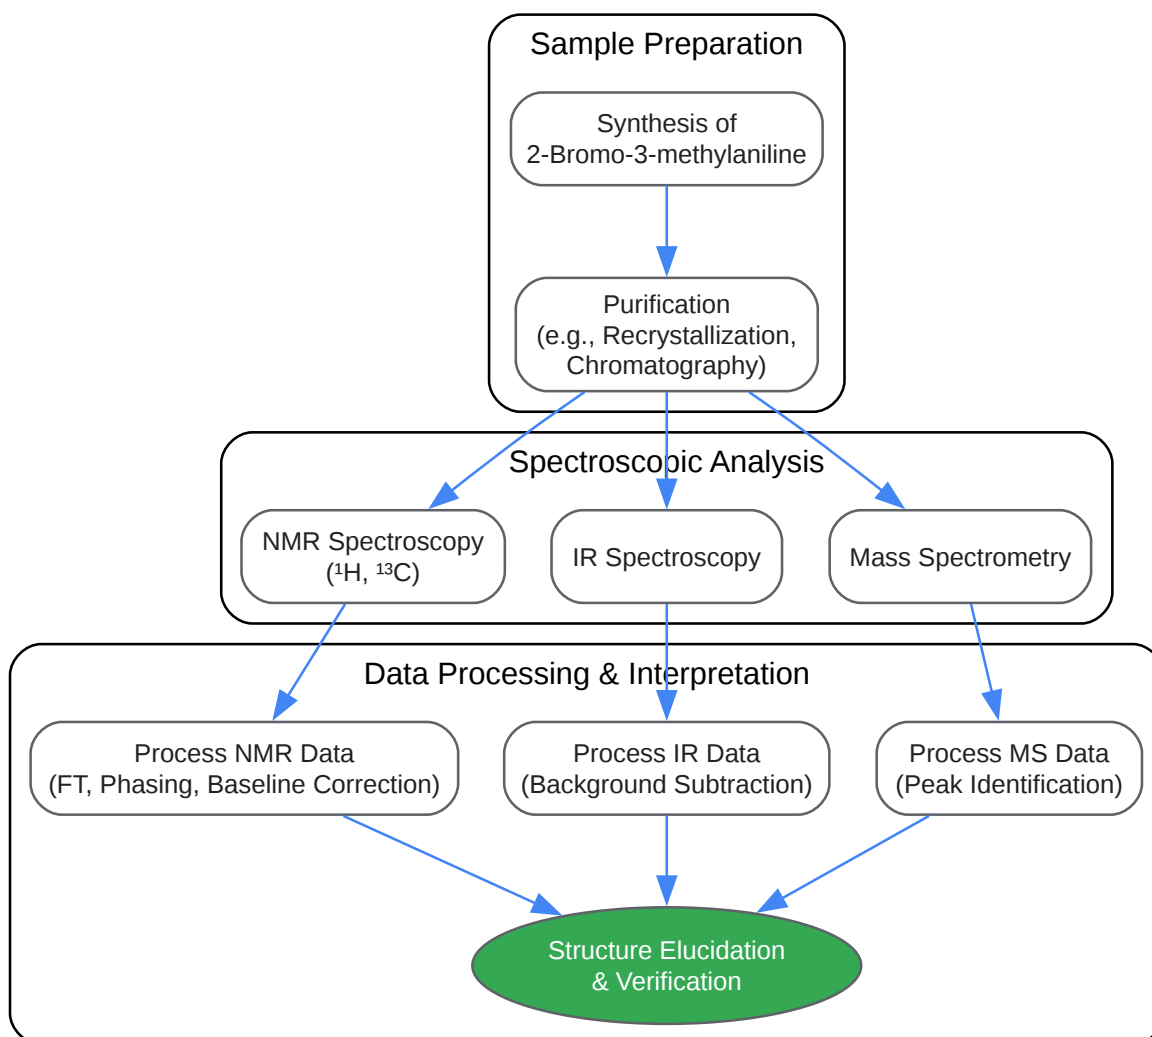 Sample Preparation
Synthesis of
2-Bromo-3-methylaniline
Purification
(e.g., Recrystallization,
Chromatography)
Spectroscopic Analysis
NMR Spectroscopy
(¹H, ¹³C)
IR Spectroscopy
Mass Spectrometry
Data Processing & Interpretation
Process NMR Data
(FT, Phasing, Baseline Correction)
Process IR Data
(Background Subtraction)
Process MS Data
(Peak Identification)
Structure Elucidation
& Verification